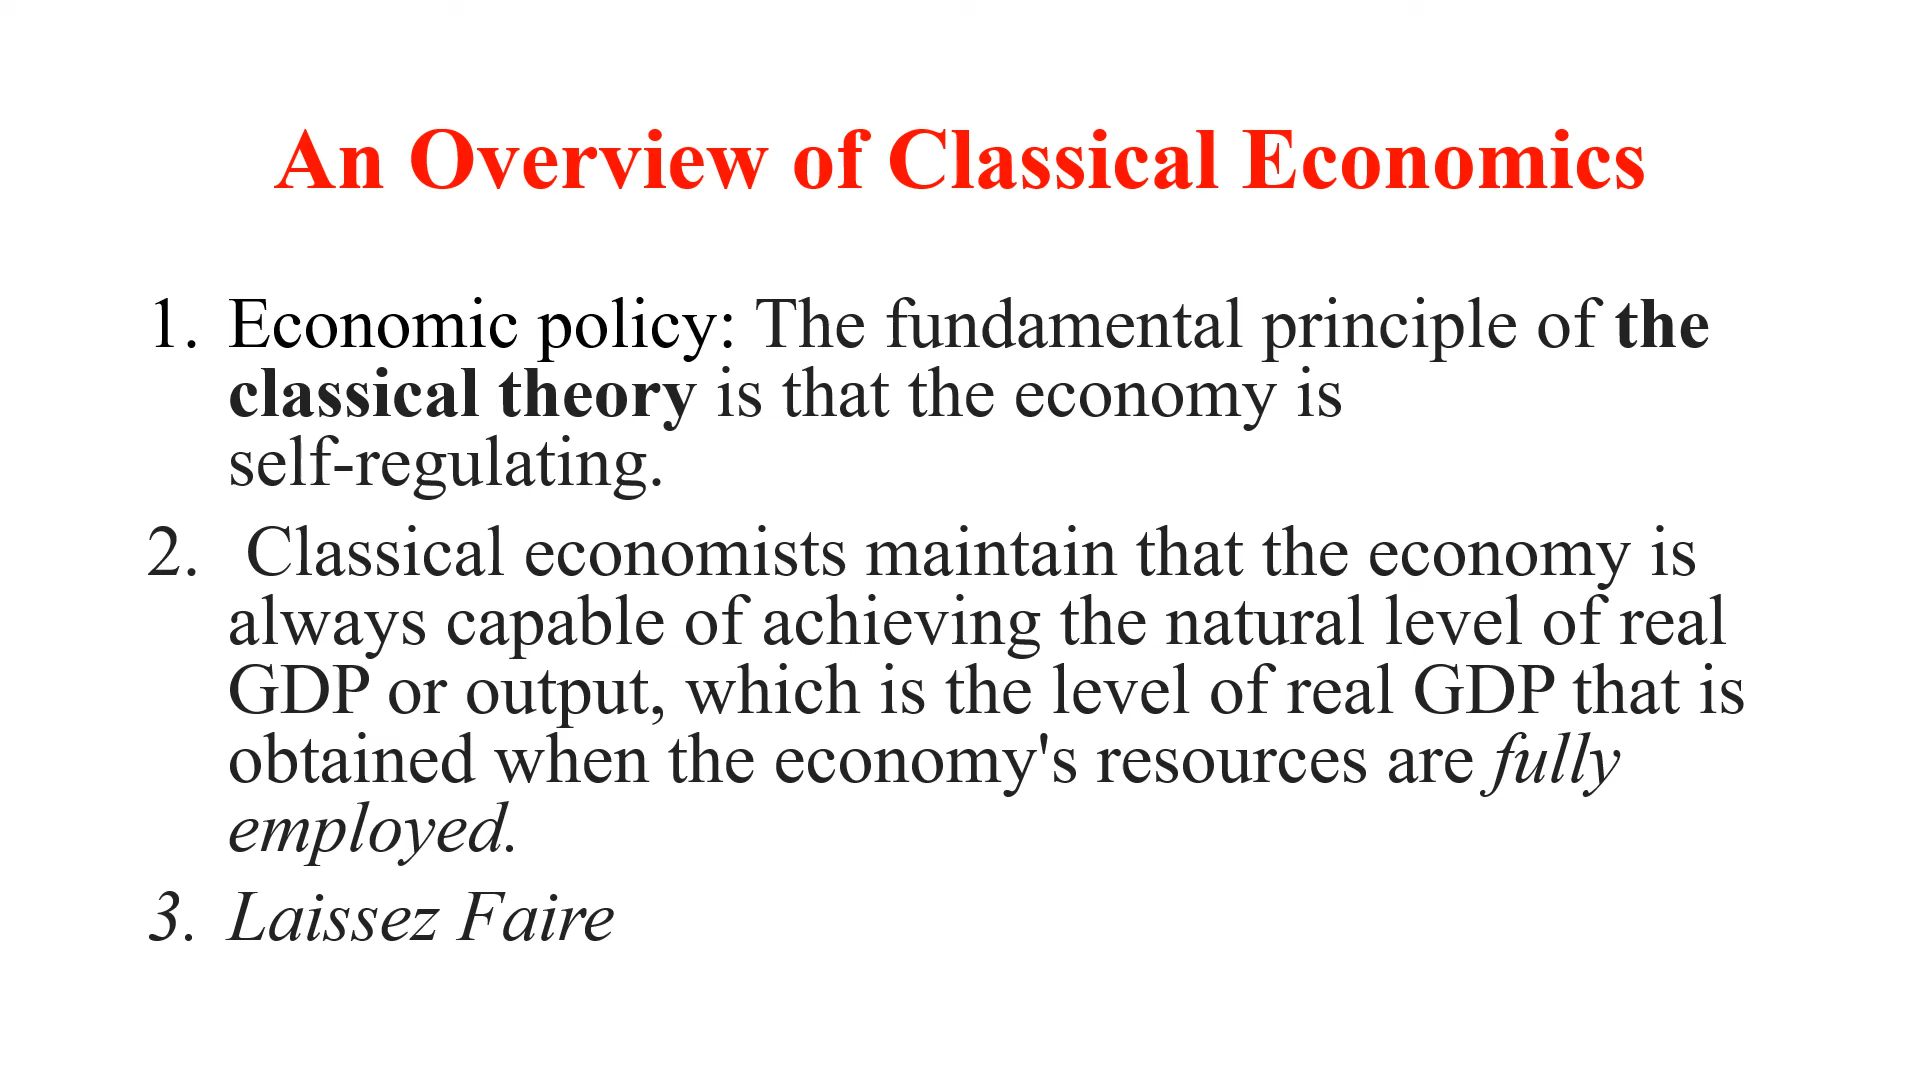 An Overview of Classical Economics
1. Economic policy: The fundamental principle of the
classical theory is that the economy is
self-regulating.
2. Classical economists maintain that the economy is
always capable of achieving the natural level of real
GDP or output, which is the level of real GDP that is
obtained when the economy's resources are fully
employed.
3. Laissez Faire